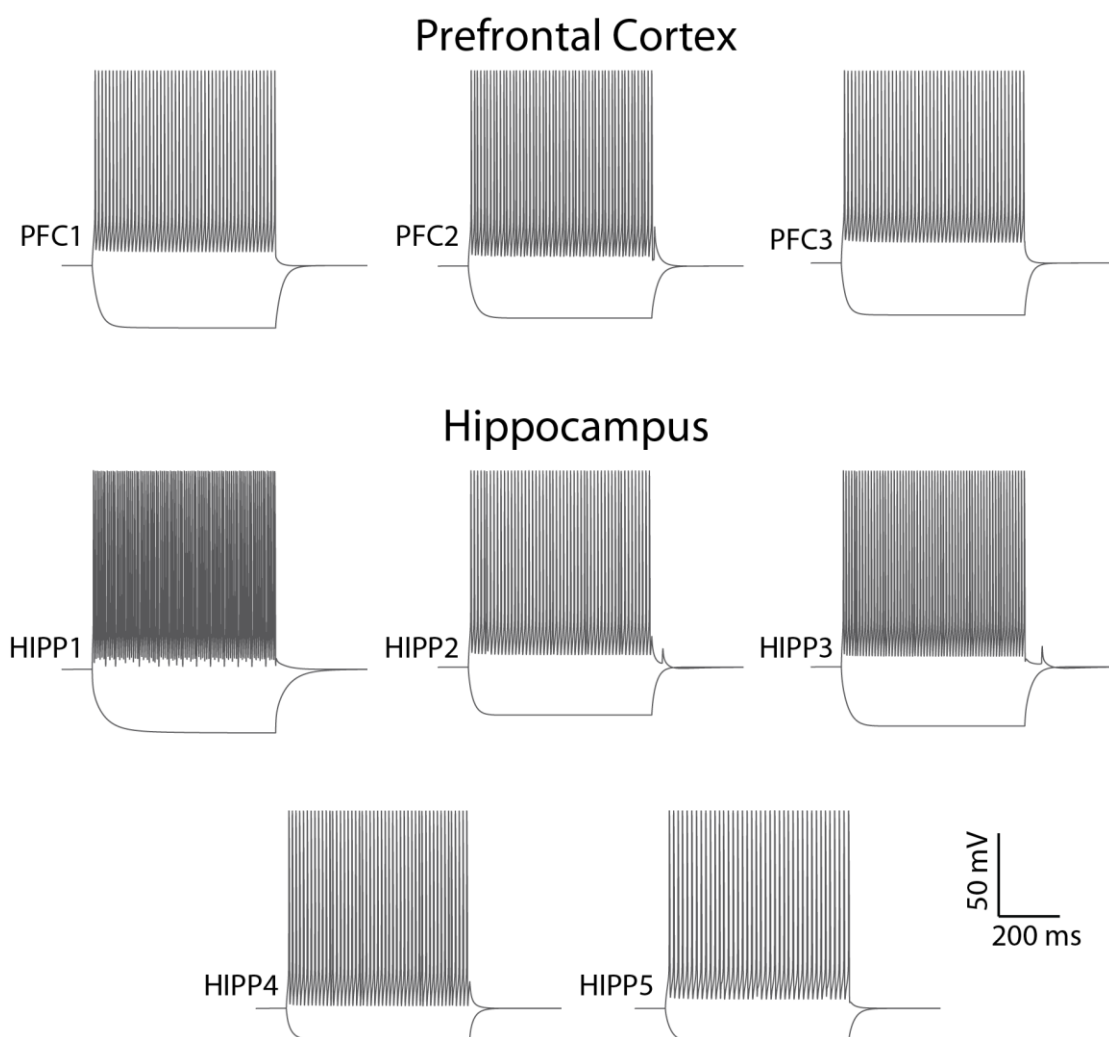 Prefrontal Cortex
PFC1
PFC2
PFC3
Hippocampus
HIPP1
HIPP2
HIPP3
HIPP4
HIPP5
50 mV
200 ms